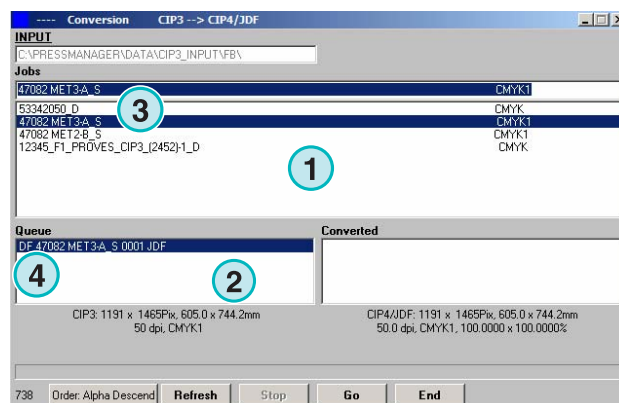 ---- Conversion CIP3 --> CIP4/JDF
INPUT
C:\PRESSMANAGER\DATA\CIP3_INPUT\FB\
Jobs
47082 MET3-A_S CMYK1
53342050_D CMYK
47082 MET3-A_S CMYK1
47082 MET2-B_S CMYK1
12345_F1_PROVES_CIP3_(2452)-1_D CMYK
3
1
Queue Converted
DF 47082 MET3-A_S 0001 JDF
4
2
CIP3: 1191 x 1465Pix, 605.0 x 744.2mm
50 dpi, CMYK1
CIP4/JDF: 1191 x 1465Pix, 605.0 x 744.2mm
50.0 dpi, CMYK1, 100.0000 x 100.0000%
738 Order: Alpha Descend Refresh Stop Go End